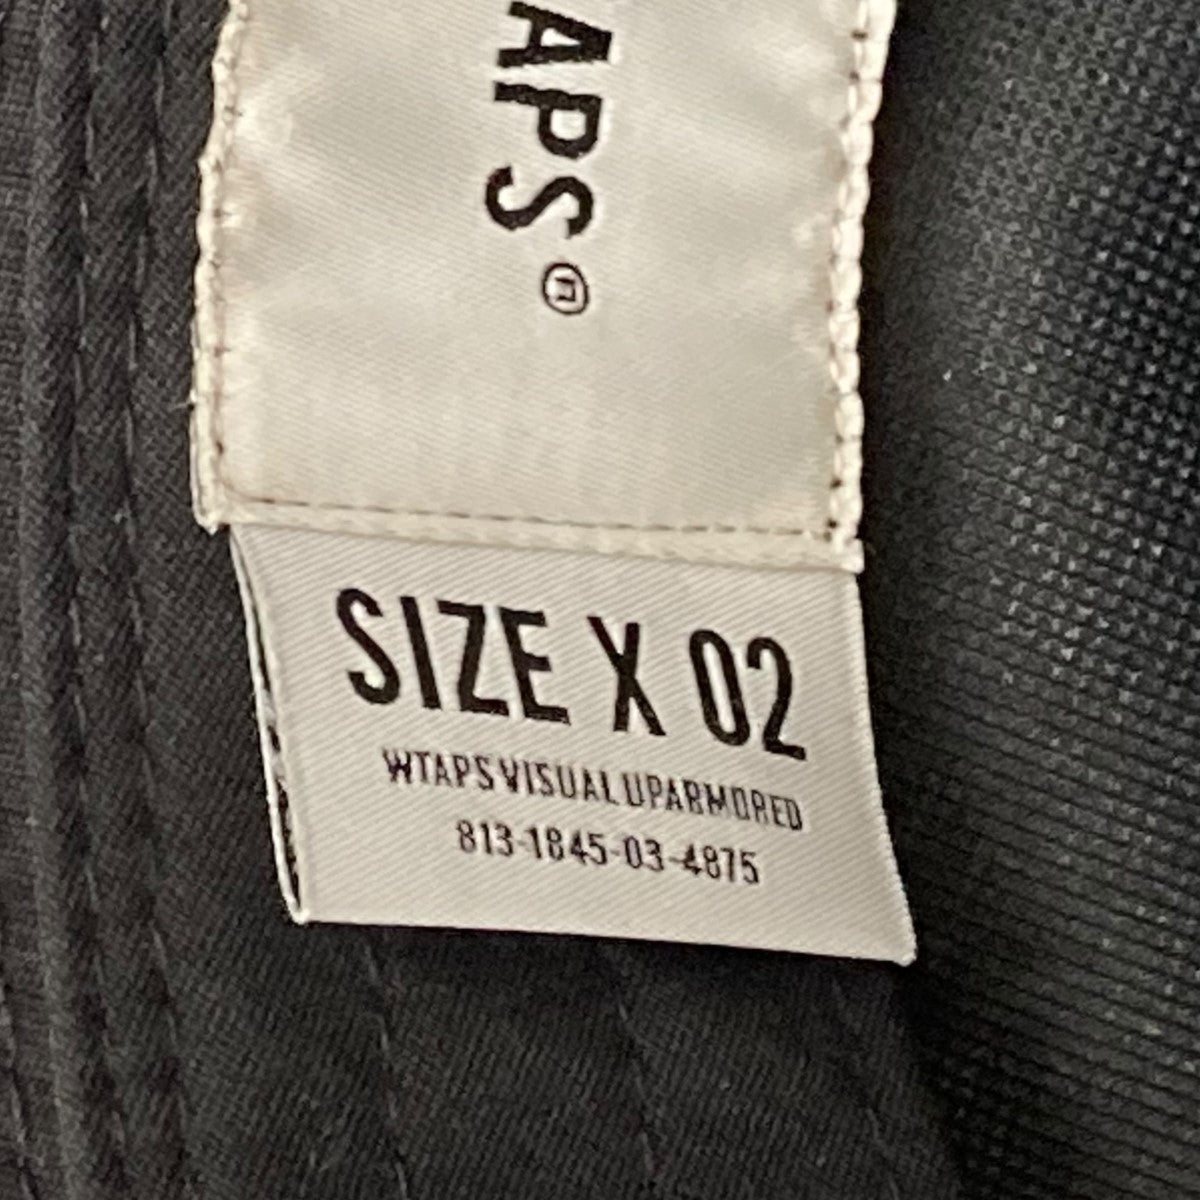 APS®
SIZE X 02
WTAPS VISUAL UPARMORED
813-1845-03-4875